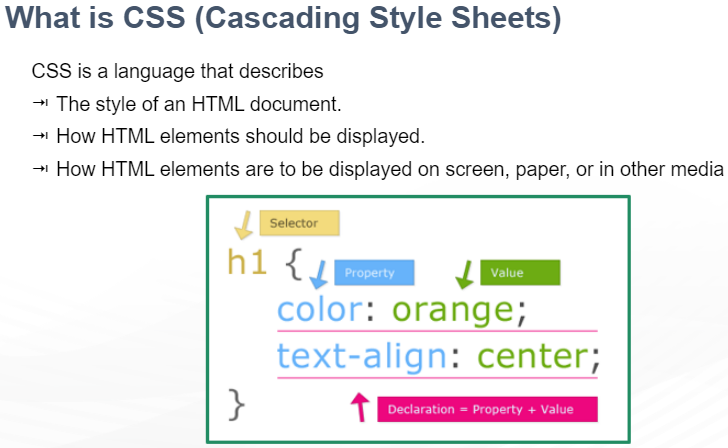 What is CSS (Cascading Style Sheets)
CSS is a language that describes
⇥ The style of an HTML document.
⇥ How HTML elements should be displayed.
⇥ How HTML elements are to be displayed on screen, paper, or in other media
Selector
h1 {
Property
Value
color: orange;
text-align: center;
}
Declaration = Property + Value